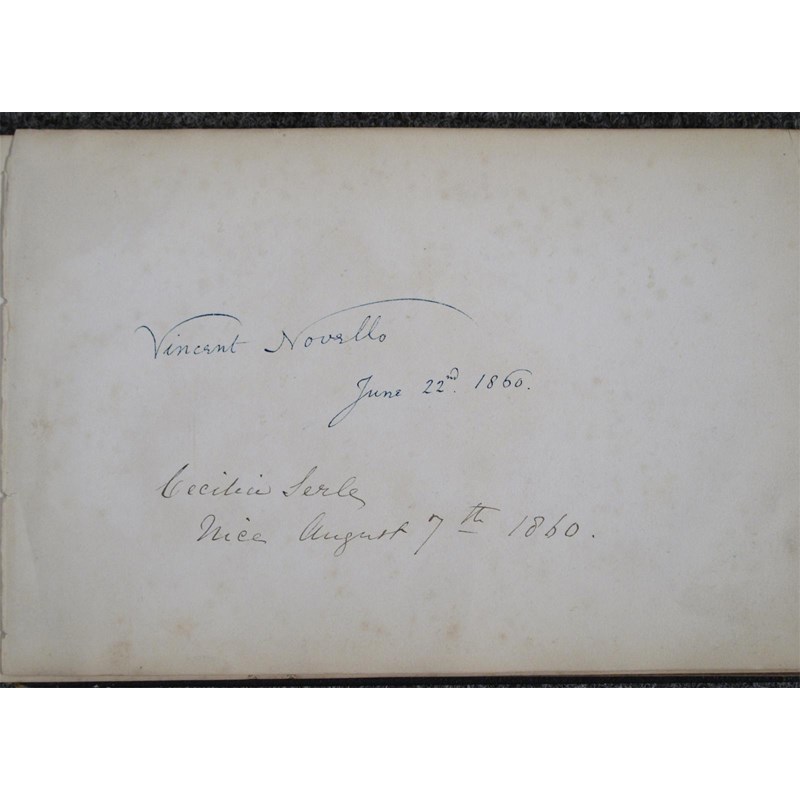 Vincent Novello
June 22nd. 1860.
Cecilia Serle
Nice August 7th 1860.